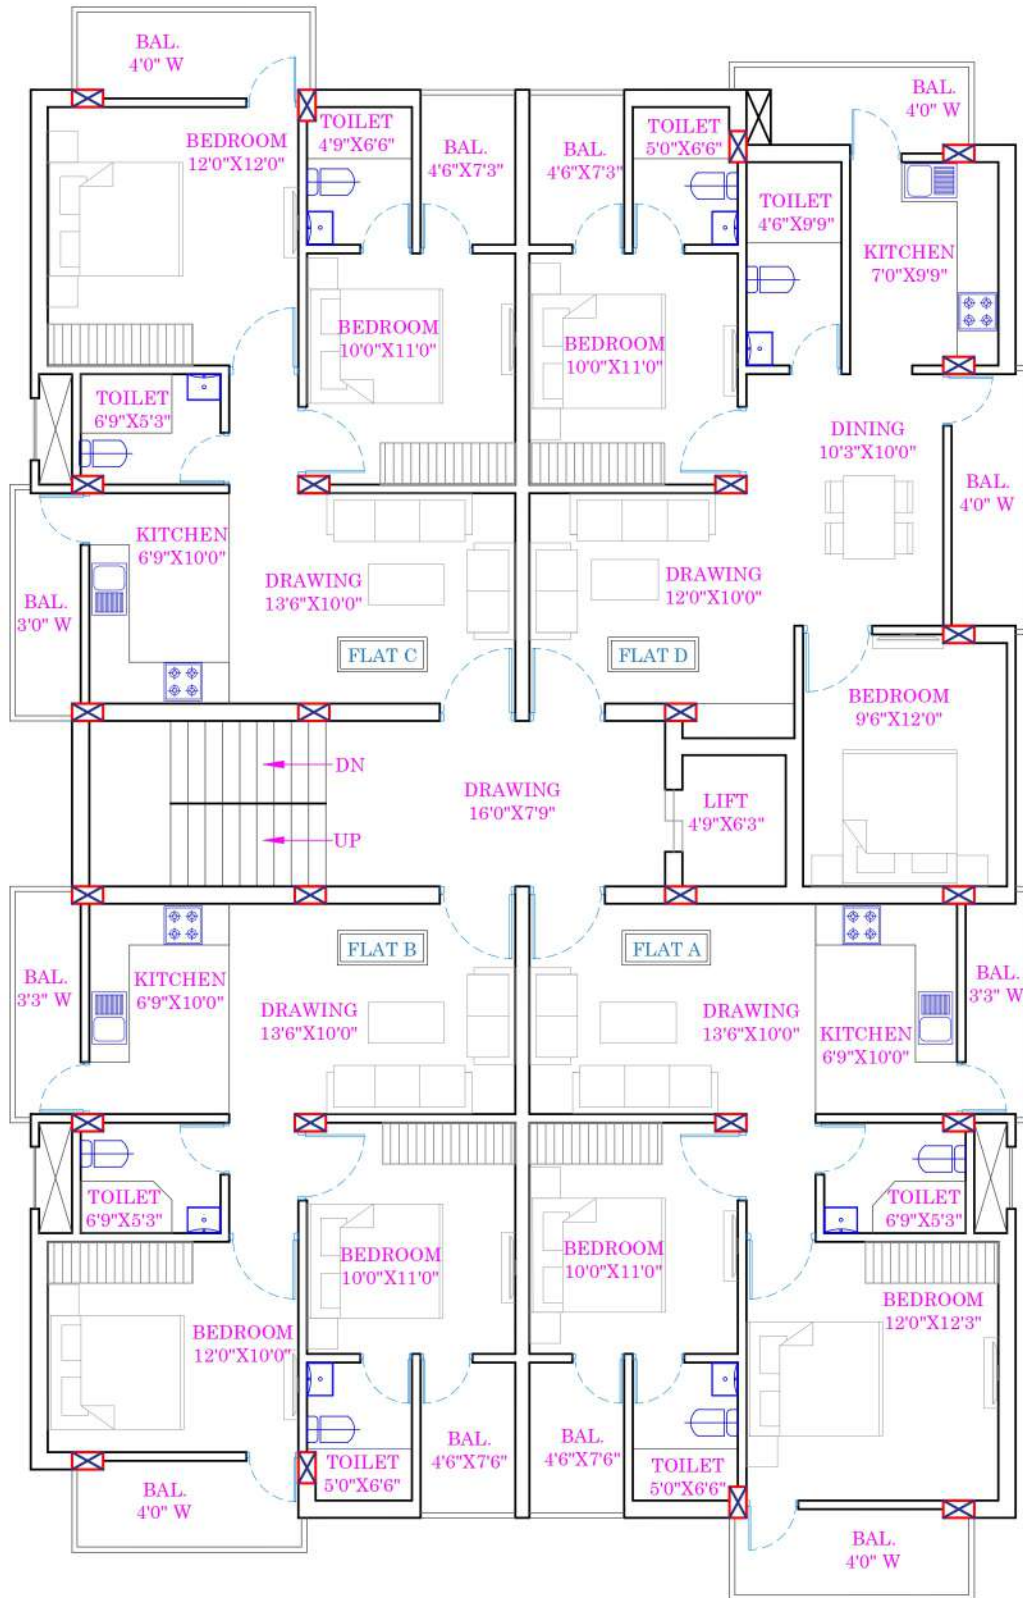 BAL.
4'0" W
BAL.
4'0" W
BEDROOM
12'0"X12'0"
TOILET
4'9"X6'6"
BAL.
4'6"X7'3"
BAL.
4'6"X7'3"
TOILET
5'0"X6'6"
TOILET
4'6"X9'9"
KITCHEN
7'0"X9'9"
BEDROOM
10'0"X11'0"
BEDROOM
10'0"X11'0"
TOILET
6'9"X5'3"
DINING
10'3"X10'0"
BAL.
4'0" W
KITCHEN
6'9"X10'0"
BAL.
3'0" W
DRAWING
13'6"X10'0"
DRAWING
12'0"X10'0"
FLAT C
FLAT D
BEDROOM
9'6"X12'0"
DN
UP
DRAWING
16'0"X7'9"
LIFT
4'9"X6'3"
FLAT B
FLAT A
BAL.
3'3" W
KITCHEN
6'9"X10'0"
DRAWING
13'6"X10'0"
DRAWING
13'6"X10'0"
KITCHEN
6'9"X10'0"
BAL.
3'3" W
TOILET
6'9"X5'3"
TOILET
6'9"X5'3"
BEDROOM
10'0"X11'0"
BEDROOM
10'0"X11'0"
BEDROOM
12'0"X10'0"
BEDROOM
12'0"X12'3"
TOILET
5'0"X6'6"
BAL.
4'6"X7'6"
BAL.
4'6"X7'6"
TOILET
5'0"X6'6"
BAL.
4'0" W
BAL.
4'0" W